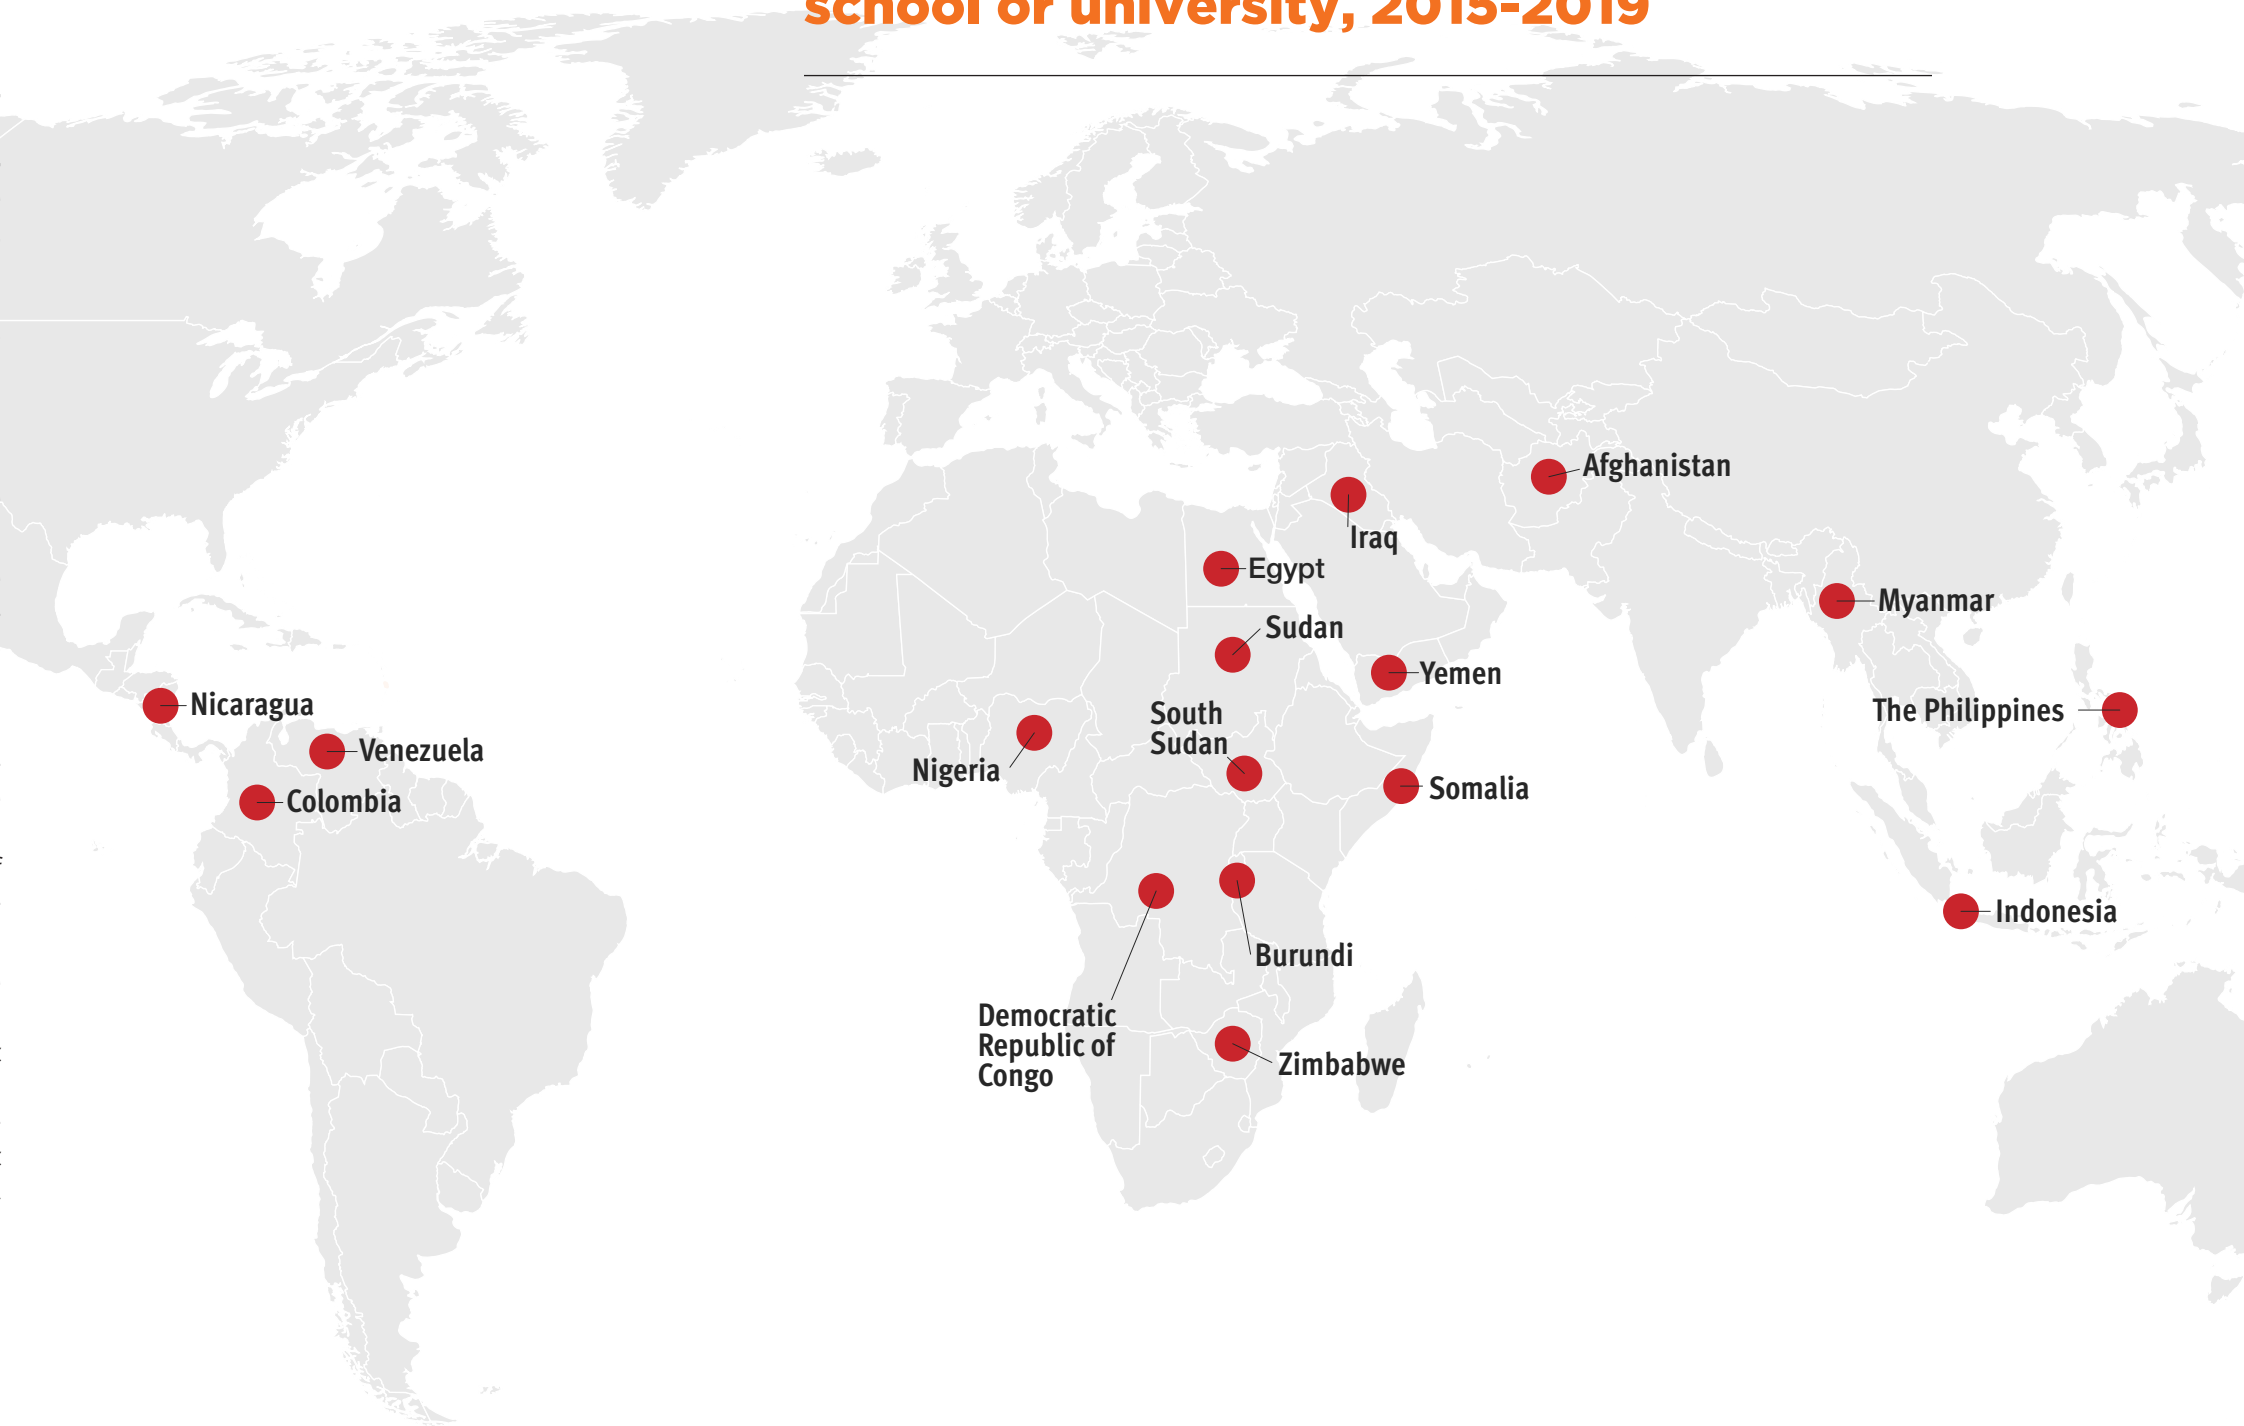 school or university, 2015-2019
Afghanistan
Iraq
Egypt
Myanmar
Sudan
Yemen
Nicaragua
South
Sudan
The Philippines
Venezuela
Nigeria
Somalia
Colombia
Indonesia
Burundi
Democratic
Republic of
Congo
Zimbabwe